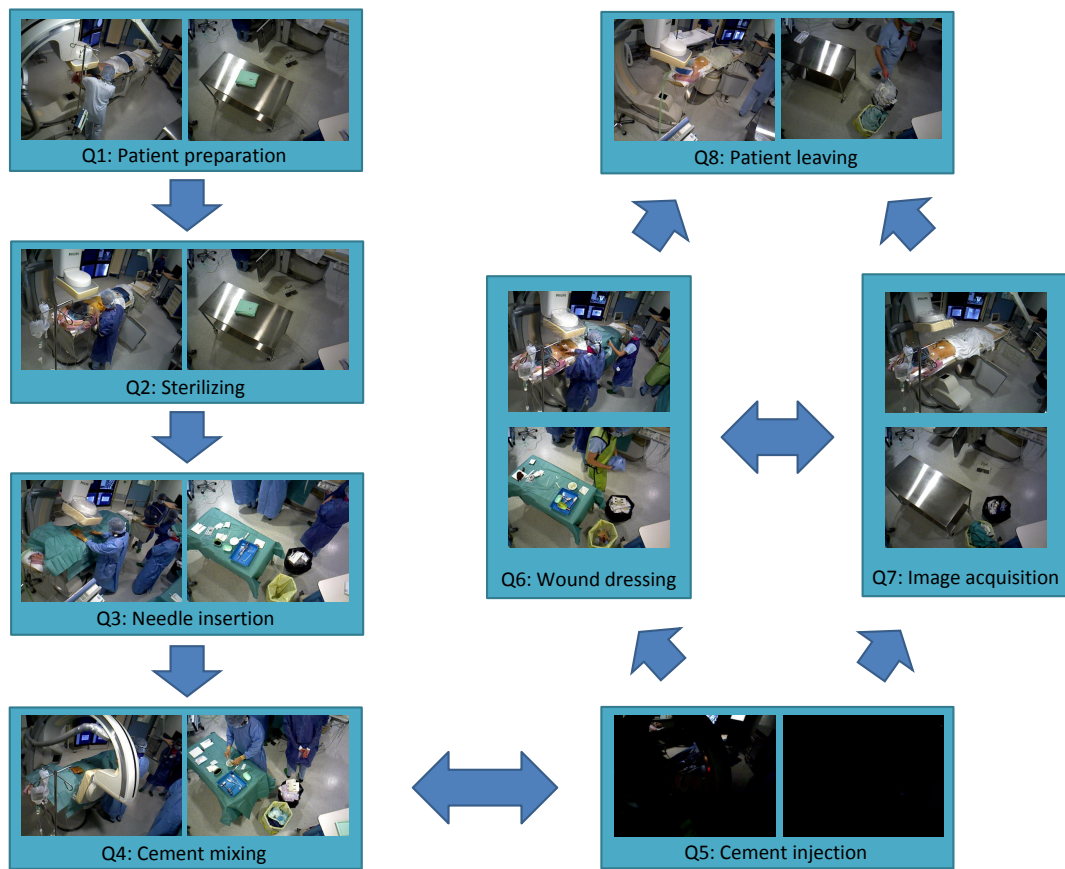 Q1: Patient preparation
Q2: Sterilizing
Q3: Needle insertion
Q4: Cement mixing
Q5: Cement injection
Q6: Wound dressing
Q7: Image acquisition
Q8: Patient leaving